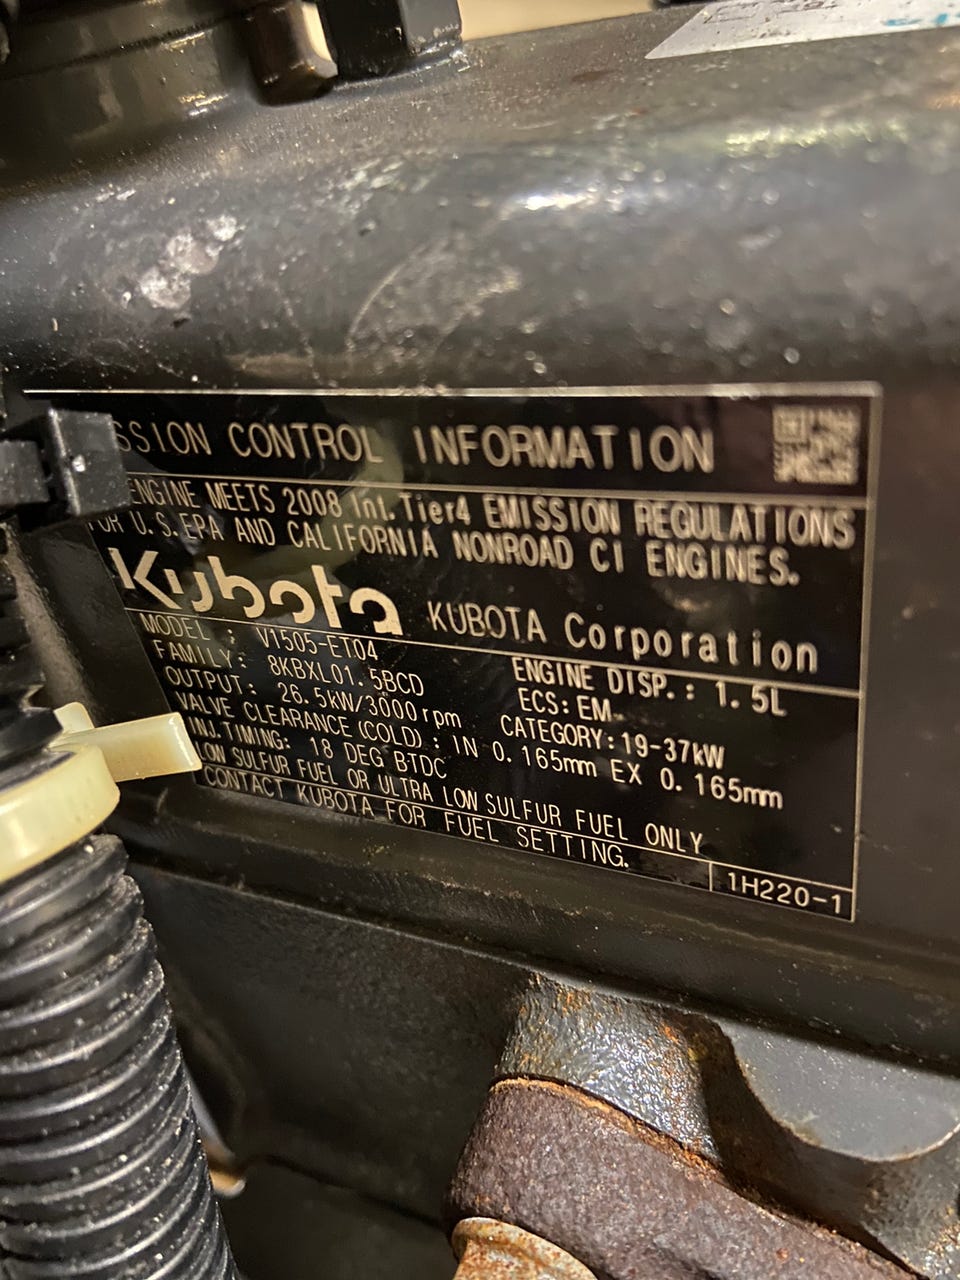 SSION CONTROL INFORMATION
ENGINE MEETS 2008 Int.Tier4 EMISSION REGULATIONS
FOR U.S.EPA AND CALIFORNIA NONROAD CI ENGINES.
Kubota KUBOTA Corporation
MODEL : V1505-ET04 ENGINE DISP.: 1.5L
FAMILY: 8KBXL01.5BCD ECS:EM
OUTPUT: 26.5kW/3000rpm CATEGORY:19-37kW
VALVE CLEARANCE(COLD): IN 0.165mm EX 0.165mm
INJ.TIMING: 18 DEG BTDC
LOW SULFUR FUEL OR ULTRA LOW SULFUR FUEL ONLY
CONTACT KUBOTA FOR FUEL SETTING.
1H220-1